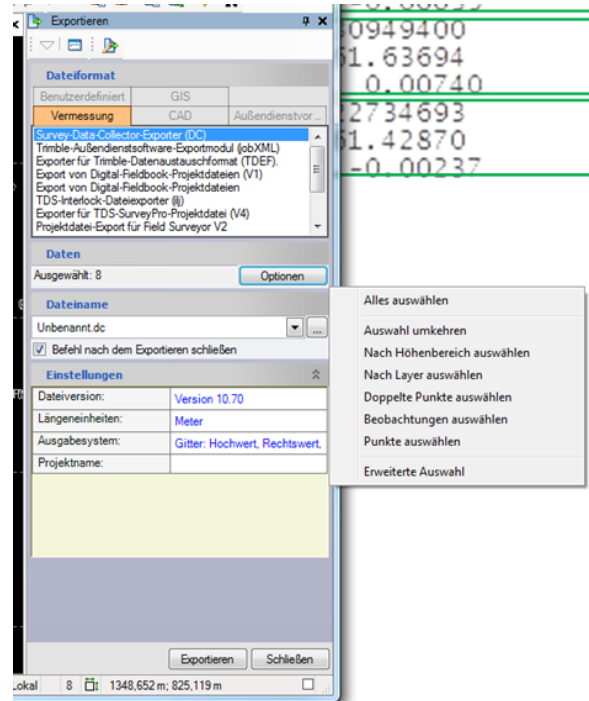 Exportieren
Dateiformat
Benutzerdefiniert GIS
Vermessung CAD Außendienstvor...
Survey-Data-Collector-Exporter (DC)
Trimble-Außendienstsoftware-Exportmodul (jobXML)
Exporter für Trimble-Datenaustauschformat (TDEF).
Export von Digital-Fieldbook-Projektdateien (V1)
Export von Digital-Fieldbook-Projektdateien
TDS-Interlock-Dateiexporter (ilj)
Exporter für TDS-SurveyPro-Projektdatei (V4)
Projektdatei-Export für Field Surveyor V2
Daten
Ausgewählt: 8 Optionen
Dateiname
Unbenannt.dc ...
Befehl nach dem Exportieren schließen
Einstellungen
Dateiversion: Version 10.70
Längeneinheiten: Meter
Ausgabesystem: Gitter: Hochwert, Rechtswert,
Projektname:
Exportieren Schließen
okal 8 1348,652 m; 825,119 m
30949400
51.63694
0.00740
22734693
51.42870
-0.00237
Alles auswählen
Auswahl umkehren
Nach Höhenbereich auswählen
Nach Layer auswählen
Doppelte Punkte auswählen
Beobachtungen auswählen
Punkte auswählen
Erweiterte Auswahl